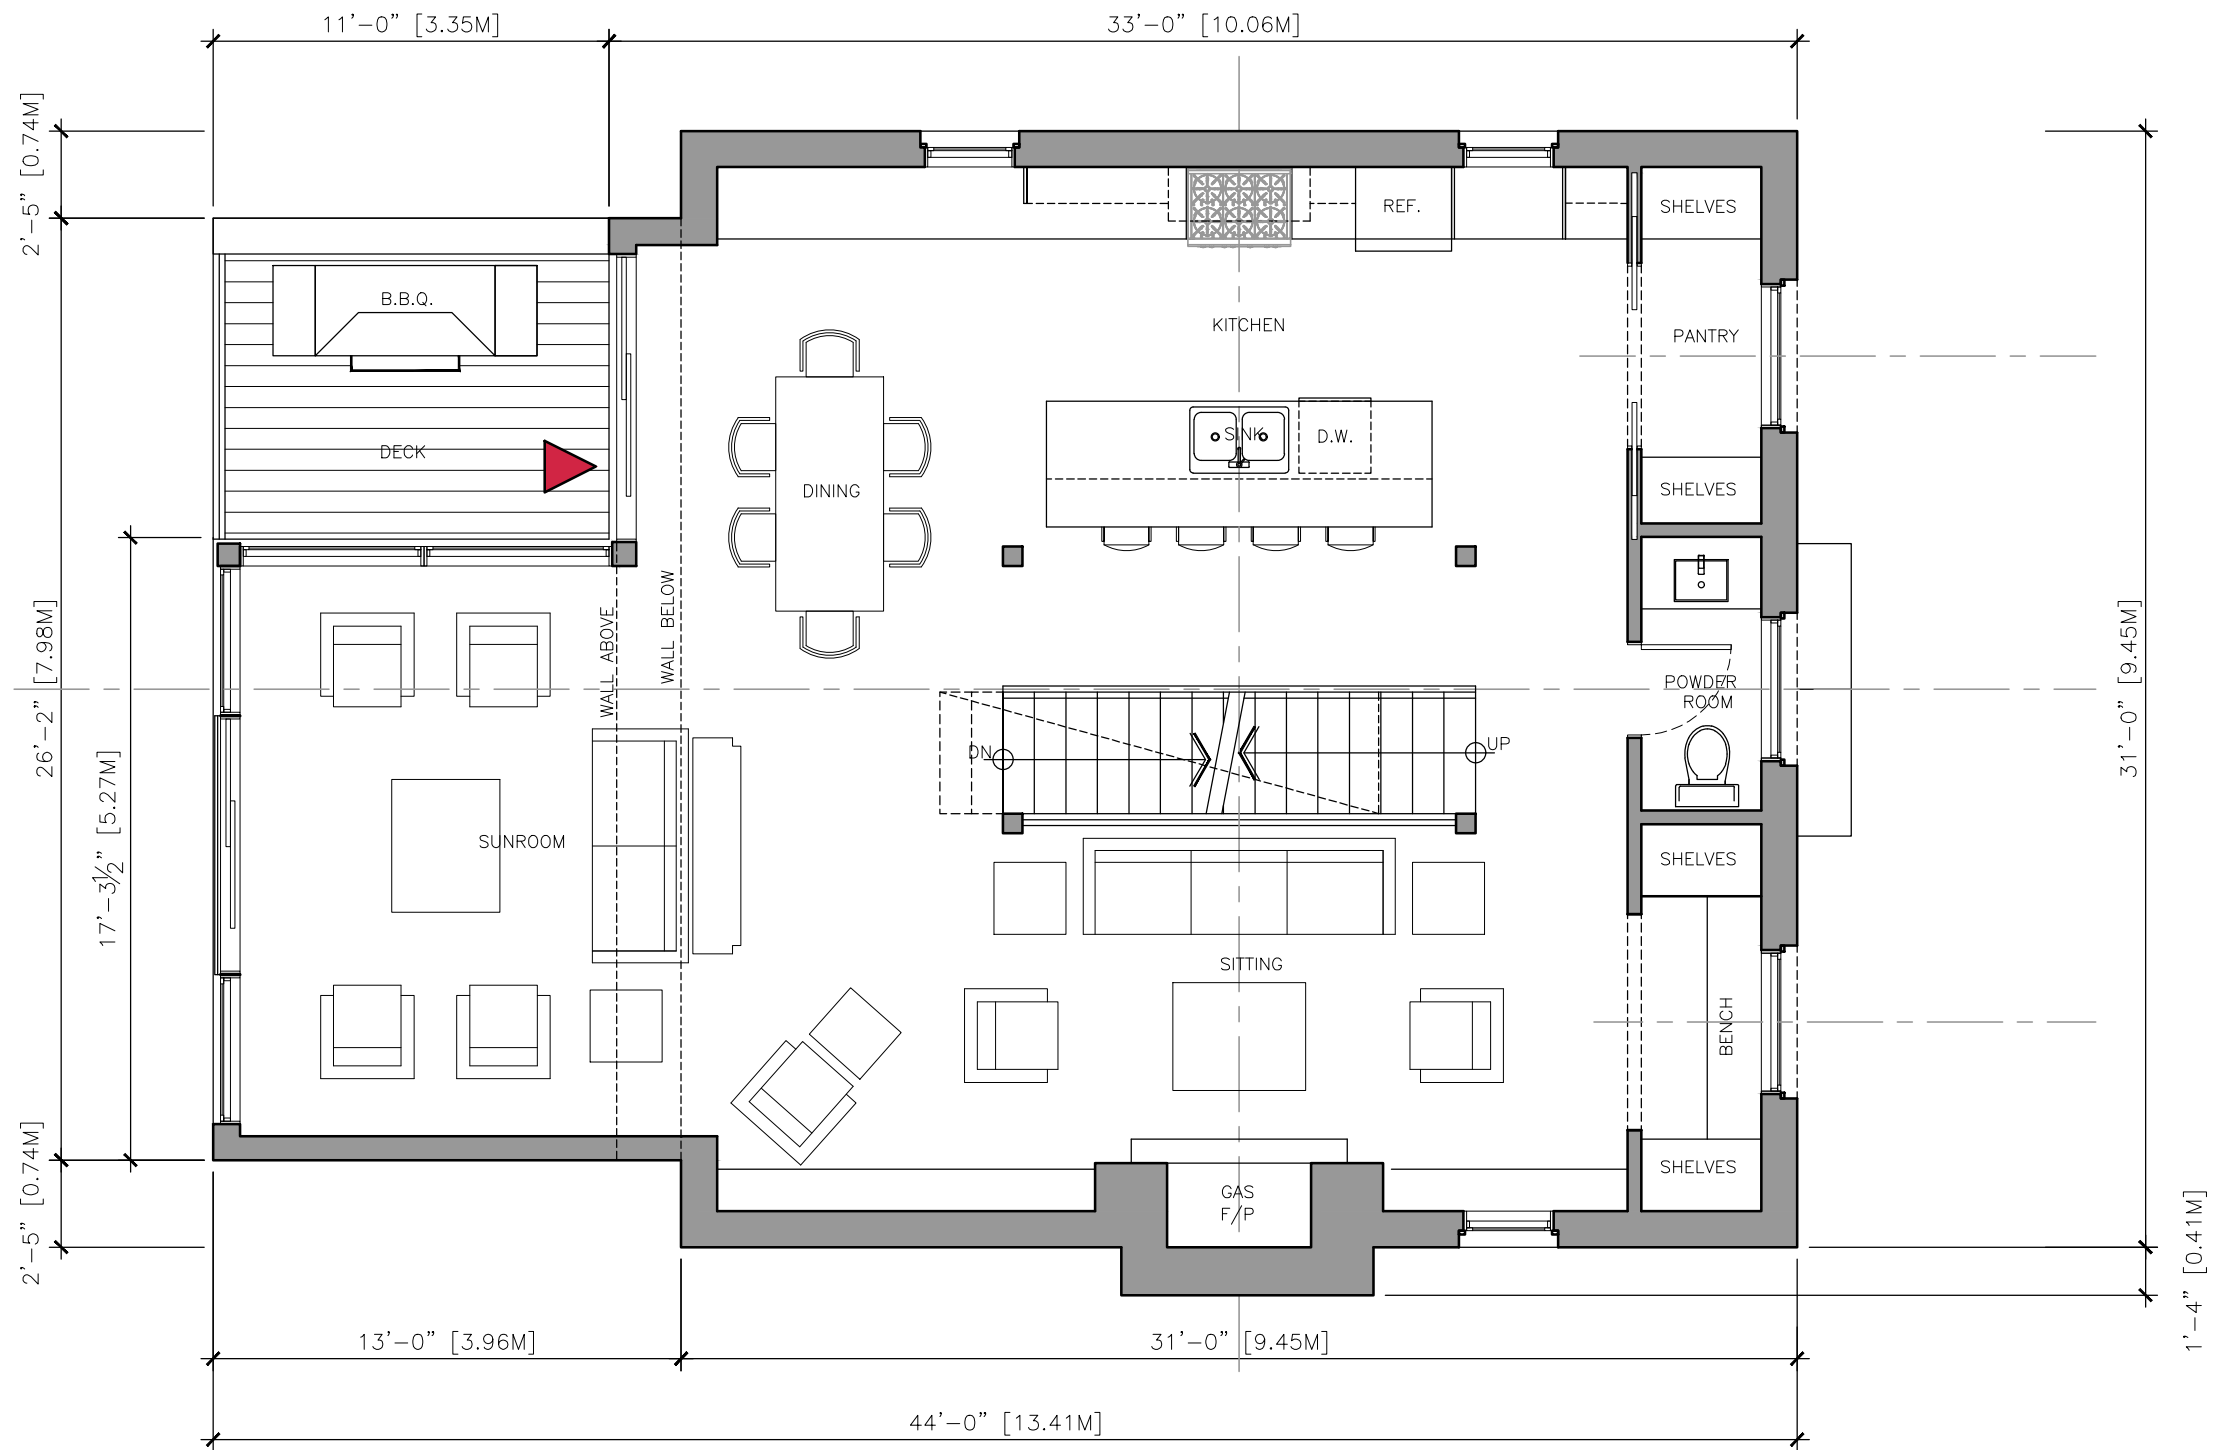 11'-0" [3.35M]
33'-0" [10.06M]
2'-5" [0.74M]
REF.
SHELVES
B.B.Q.
KITCHEN
PANTRY
DECK
SINK
D.W.
DINING
SHELVES
WALL ABOVE
WALL BELOW
26'-2" [7.98M]
31'-0" [9.45M]
POWDER
ROOM
DN
UP
17'-3½" [5.27M]
SUNROOM
SHELVES
SITTING
BENCH
SHELVES
GAS
F/P
2'-5" [0.74M]
1'-4" [0.41M]
13'-0" [3.96M]
31'-0" [9.45M]
44'-0" [13.41M]